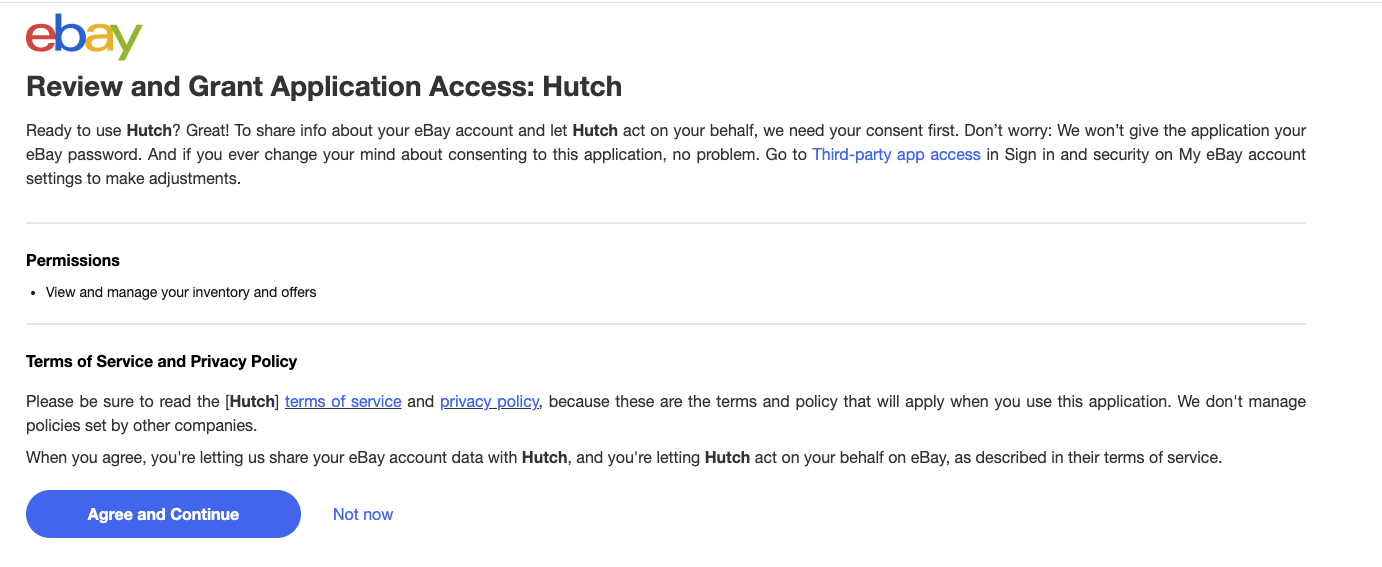 ebay
Review and Grant Application Access: Hutch
Ready to use Hutch? Great! To share info about your eBay account and let Hutch act on your behalf, we need your consent first. Don’t worry: We won’t give the application your
eBay password. And if you ever change your mind about consenting to this application, no problem. Go to Third-party app access in Sign in and security on My eBay account
settings to make adjustments.
Permissions
• View and manage your inventory and offers
Terms of Service and Privacy Policy
Please be sure to read the [Hutch] terms of service and privacy policy, because these are the terms and policy that will apply when you use this application. We don't manage
policies set by other companies.
When you agree, you're letting us share your eBay account data with Hutch, and you're letting Hutch act on your behalf on eBay, as described in their terms of service.
Agree and Continue Not now